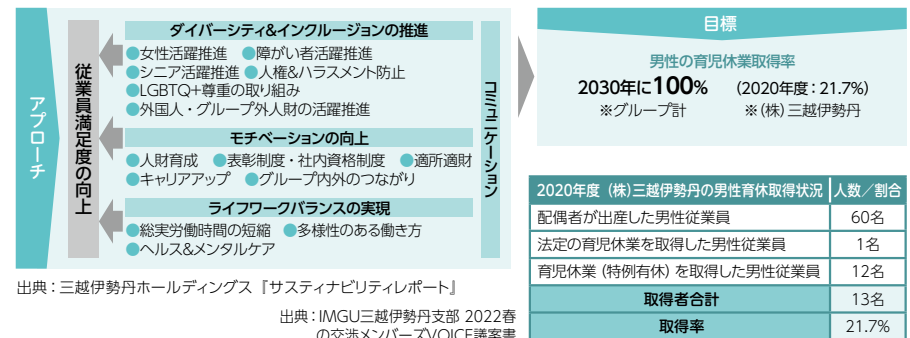 アプローチ
従業員満足度の向上
ダイバーシティ&インクルージョンの推進
●女性活躍推進 ●障がい者活躍推進
●シニア活躍推進 ●人権&ハラスメント防止
●LGBTQ+尊重の取り組み
●外国人・グループ外人財の活躍推進
モチベーションの向上
●人財育成 ●表彰制度・社内資格制度 ●適所適財
●キャリアアップ ●グループ内外のつながり
ライフワークバランスの実現
●総実労働時間の短縮 ●多様性のある働き方
●ヘルス&メンタルケア
コミュニケーション
出典：三越伊勢丹ホールディングス『サスティナビリティレポート』
目標
男性の育児休業取得率
2030年に100% （2020年度：21.7%）
※グループ計 ※(株)三越伊勢丹
2020年度（株)三越伊勢丹の男性育休取得状況 人数／割合
配偶者が出産した男性従業員 60名
法定の育児休業を取得した男性従業員 1名
育児休業（特例有休）を取得した男性従業員 12名
取得者合計 13名
取得率 21.7%
出典：IMGU三越伊勢丹支部 2022春
の交渉メンバーズVOICE議案書